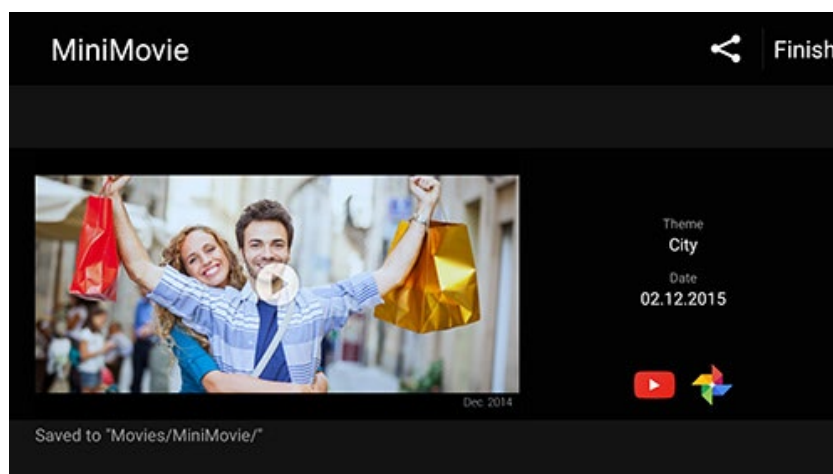 MiniMovie
Finish
Theme
City
Date
02.12.2015
Dec. 2014
Saved to "Movies/MiniMovie/"